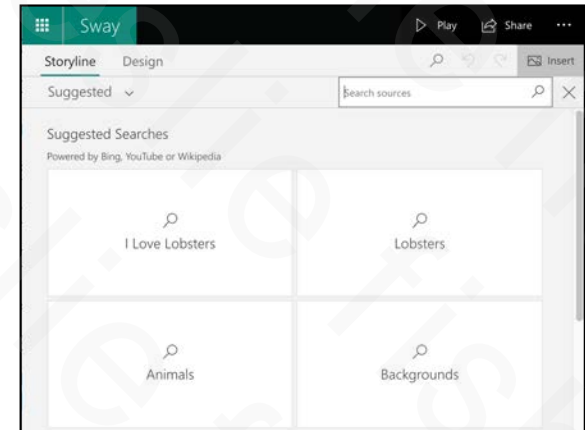 Sway
Play Share ...
Storyline Design Insert
Suggested Search sources
Suggested Searches
Powered by Bing, YouTube or Wikipedia
I Love Lobsters Lobsters
Animals Backgrounds